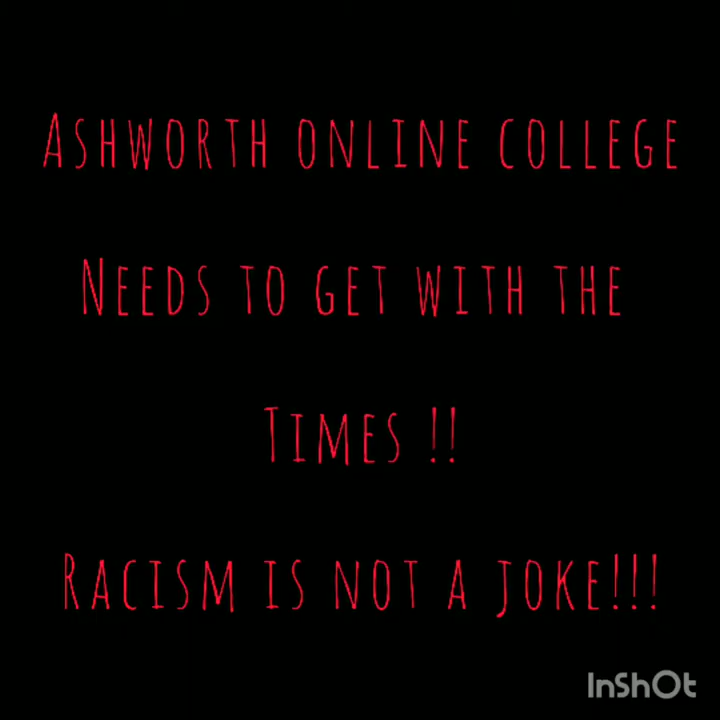 Ashworth online college
Needs to get with the
Times !!
Racism is not a joke!!!
InShOt